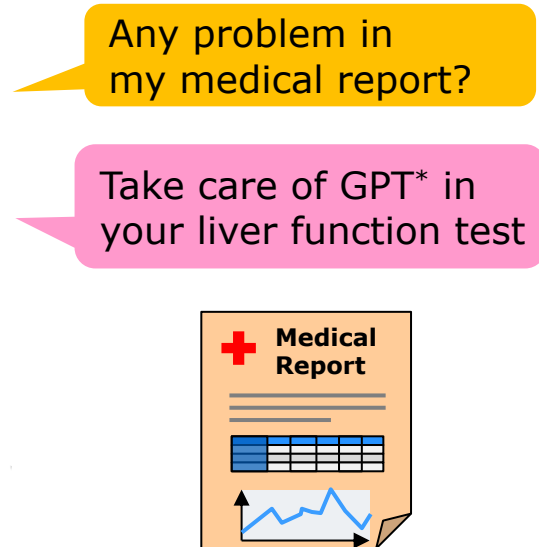 Any problem in
my medical report?
Take care of GPT* in
your liver function test
Medical
Report